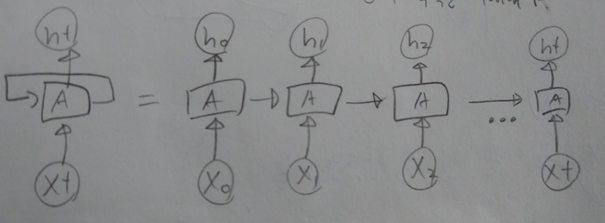 ht h0 h1 h2 ht
A = A A A ... A
Xt X0 X1 X2 Xt